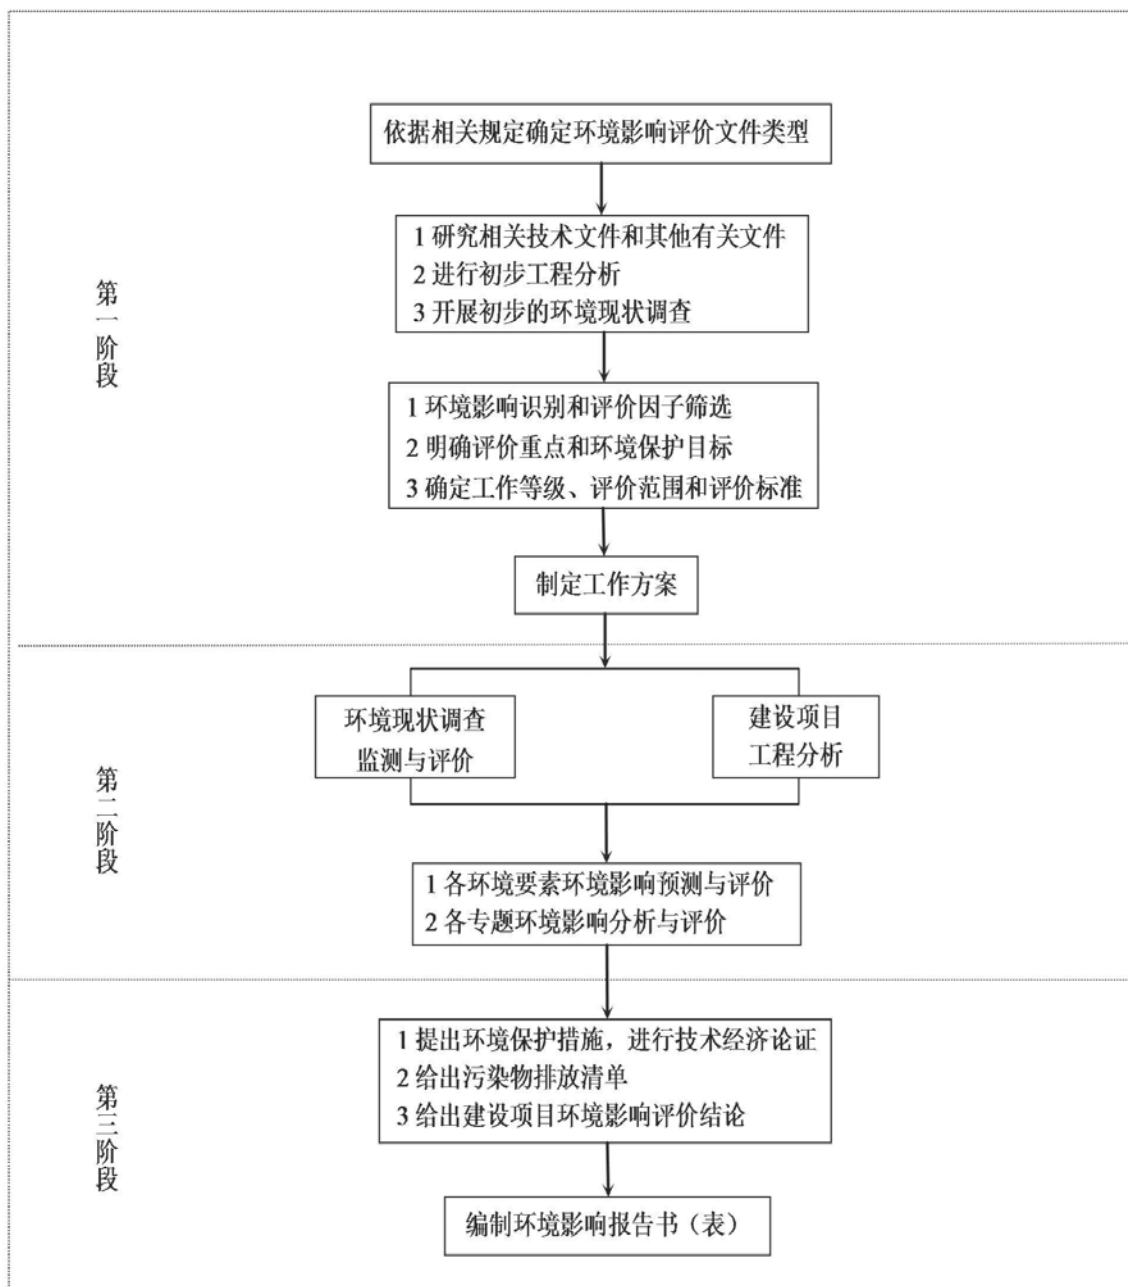 依据相关规定确定环境影响评价文件类型
1 研究相关技术文件和其他有关文件
2 进行初步工程分析
3 开展初步的环境现状调查
第一阶段
1 环境影响识别和评价因子筛选
2 明确评价重点和环境保护目标
3 确定工作等级、评价范围和评价标准
制定工作方案
环境现状调查
监测与评价
建设项目
工程分析
第二阶段
1 各环境要素环境影响预测与评价
2 各专题环境影响分析与评价
1 提出环境保护措施，进行技术经济论证
2 给出污染物排放清单
3 给出建设项目环境影响评价结论
第三阶段
编制环境影响报告书（表）